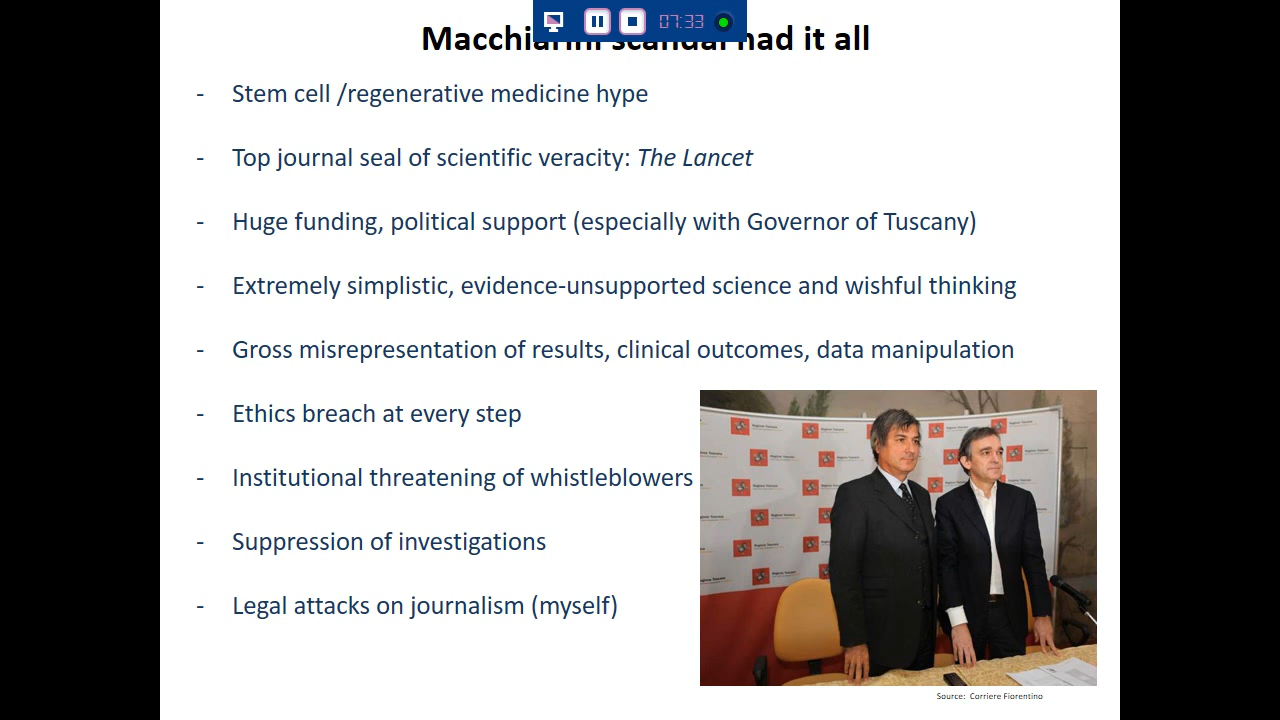 07:33
Macchiarini scandal had it all
- Stem cell /regenerative medicine hype
- Top journal seal of scientific veracity: The Lancet
- Huge funding, political support (especially with Governor of Tuscany)
- Extremely simplistic, evidence-unsupported science and wishful thinking
- Gross misrepresentation of results, clinical outcomes, data manipulation
- Ethics breach at every step
- Institutional threatening of whistleblowers
- Suppression of investigations
- Legal attacks on journalism (myself)
Regione Toscana
Source: Corriere Fiorentino